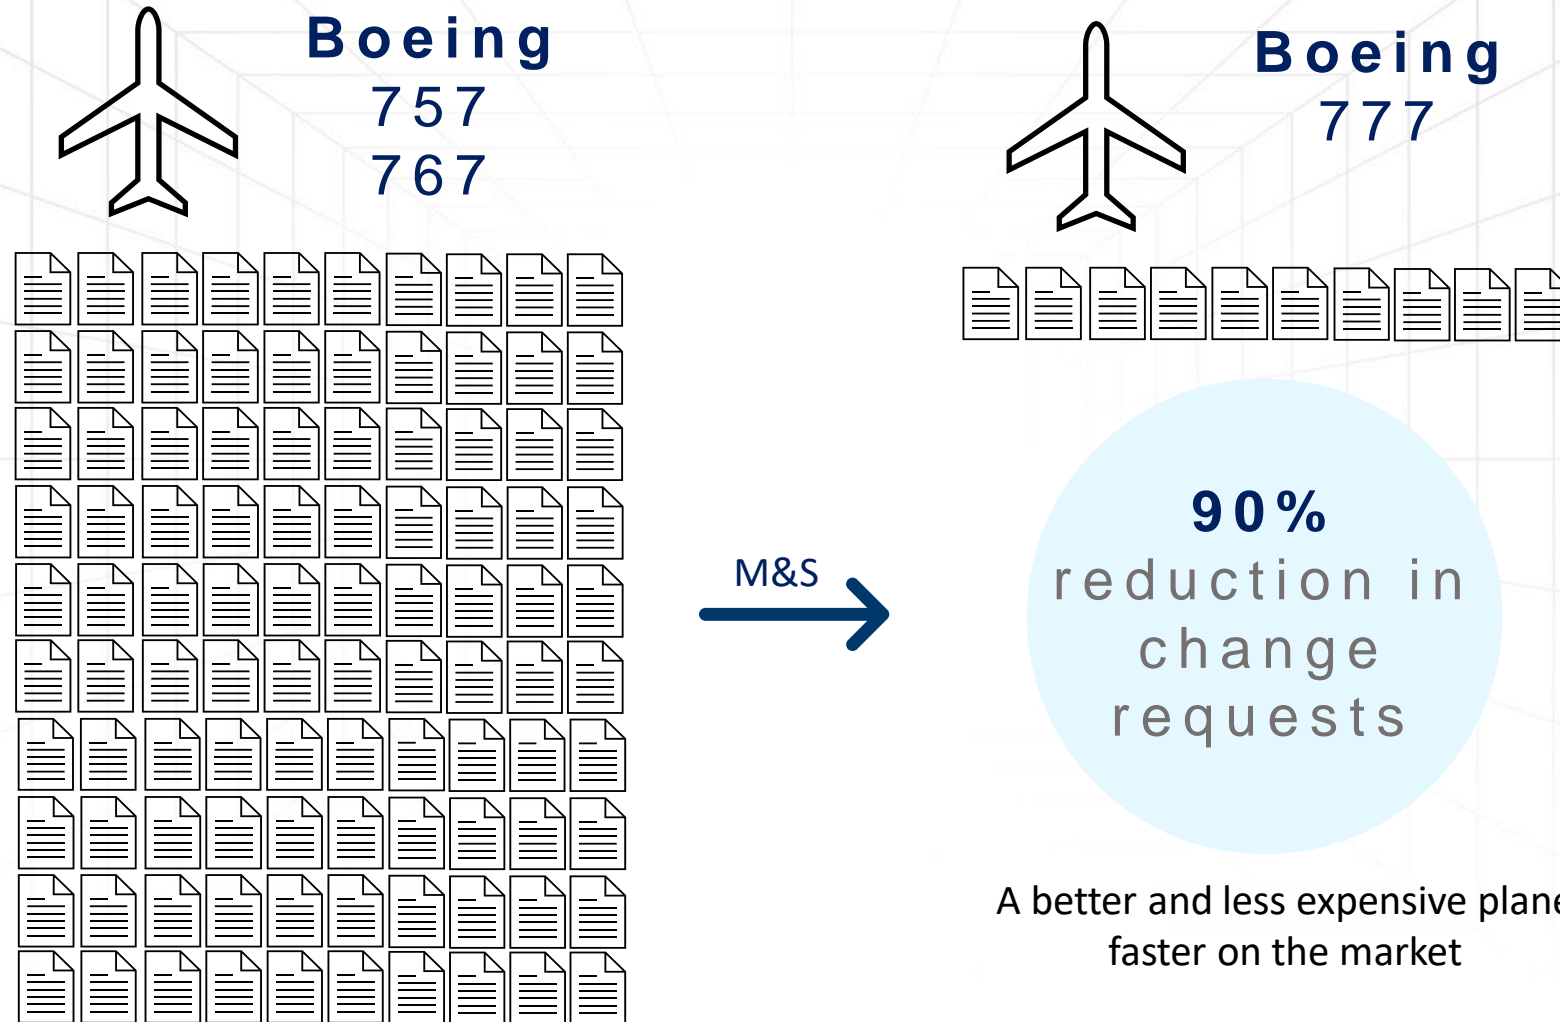 Boeing
757
767
Boeing
777
M&S
90%
reduction in
change
requests
A better and less expensive plane
faster on the market